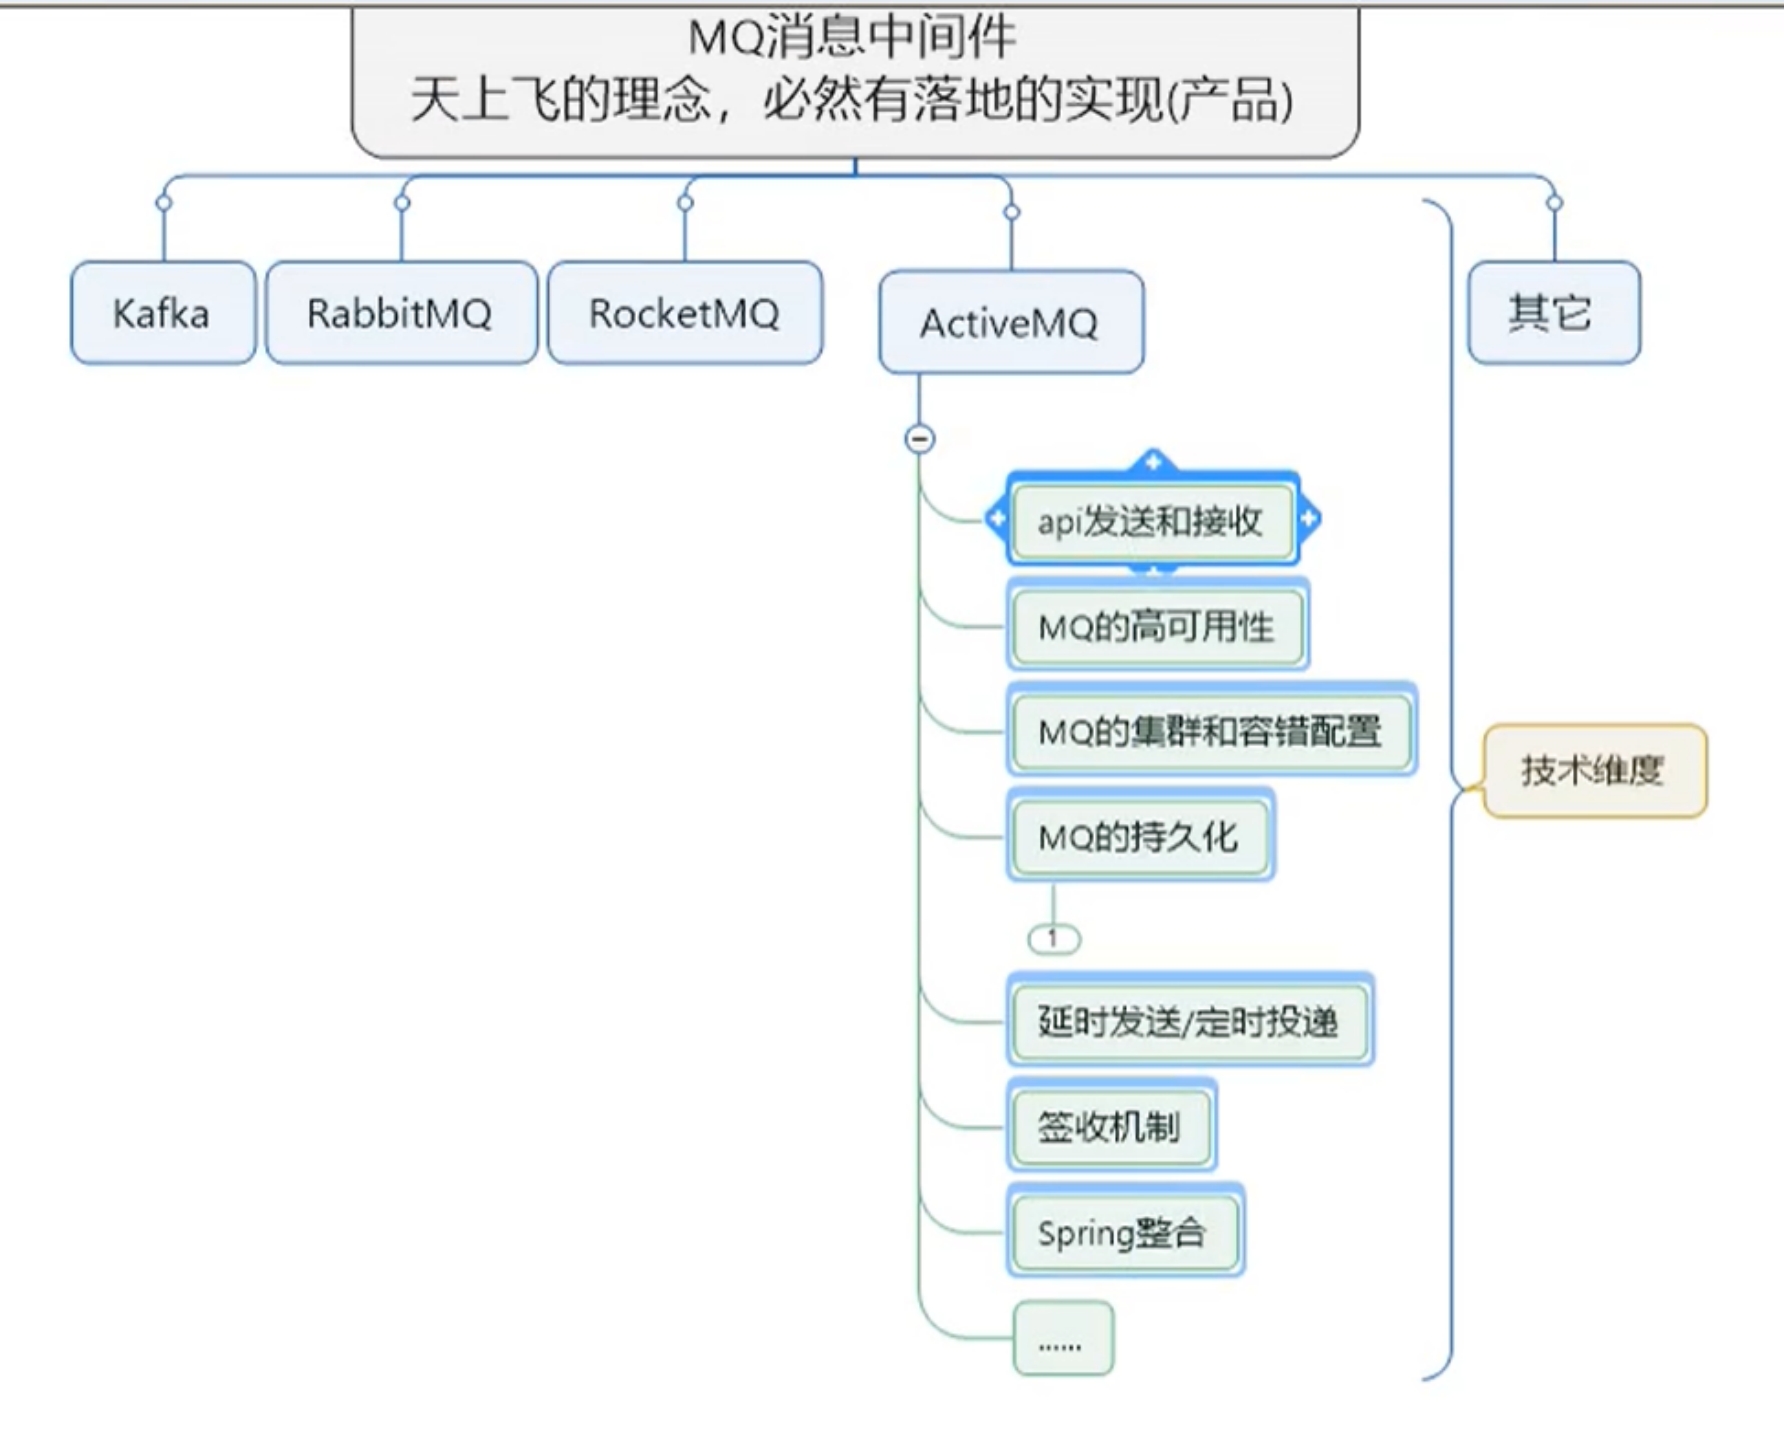 MQ消息中间件
天上飞的理念，必然有落地的实现(产品)
Kafka
RabbitMQ
RocketMQ
ActiveMQ
其它
api发送和接收
MQ的高可用性
MQ的集群和容错配置
MQ的持久化
1
延时发送/定时投递
签收机制
Spring整合
......
技术维度